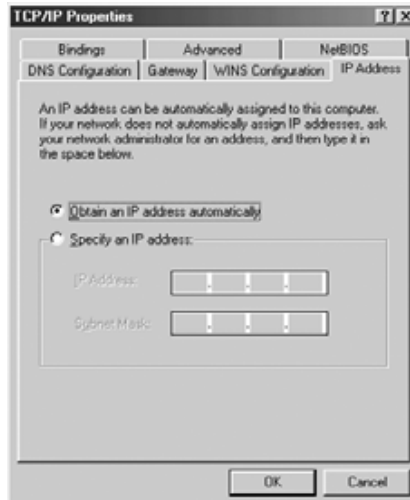 TCP/IP Properties
Bindings Advanced NetBIOS
DNS Configuration Gateway WINS Configuration IP Address
An IP address can be automatically assigned to this computer.
If your network does not automatically assign IP addresses, ask
your network administrator for an address, and then type it in
the space below.
Obtain an IP address automatically
Specify an IP address:
IP Address:
Subnet Mask:
OK Cancel